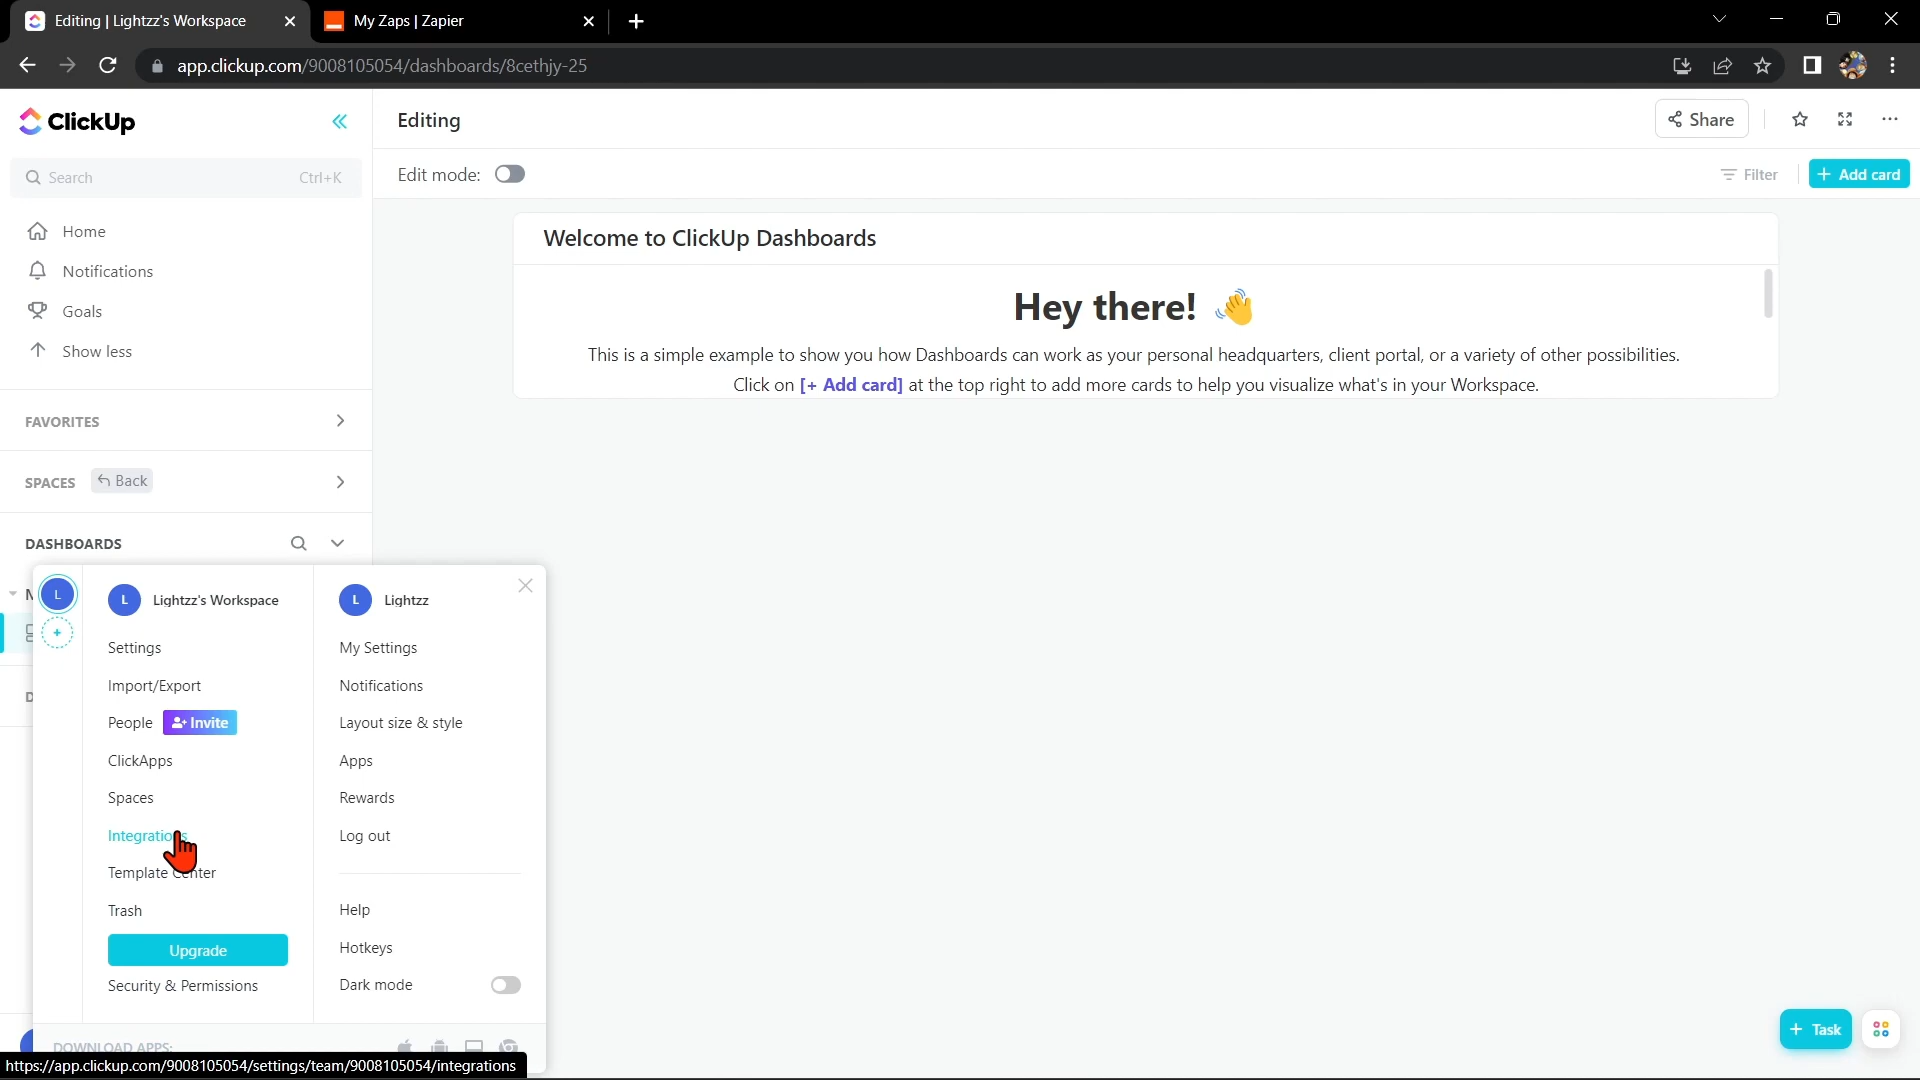 Editing | Lightzz's Workspace
My Zaps | Zapier
app.clickup.com/9008105054/dashboards/8cethjy-25
ClickUp
Editing
Share
Search
Ctrl+K
Edit mode:
Filter
+ Add card
Home
Notifications
Goals
Show less
Welcome to ClickUp Dashboards
Hey there! 👋
This is a simple example to show you how Dashboards can work as your personal headquarters, client portal, or a variety of other possibilities.
Click on [+ Add card] at the top right to add more cards to help you visualize what's in your Workspace.
FAVORITES
SPACES
Back
DASHBOARDS
L
L
Lightzz's Workspace
Settings
Import/Export
People
Invite
ClickApps
Spaces
Integrations
Template Center
Trash
Upgrade
Security & Permissions
L
Lightzz
My Settings
Notifications
Layout size & style
Apps
Rewards
Log out
Help
Hotkeys
Dark mode
DOWNLOAD APPS:
+ Task
https://app.clickup.com/9008105054/settings/team/9008105054/integrations